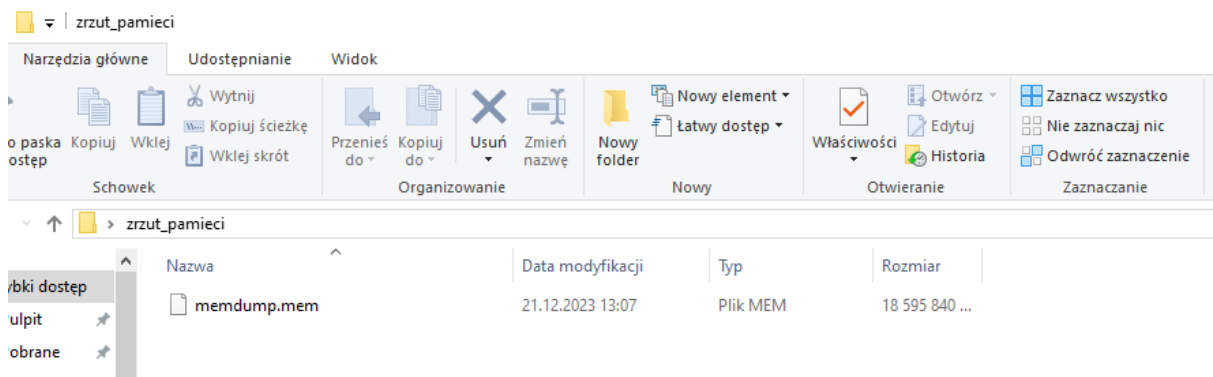 zrzut_pamieci
Narzędzia główne Udostępnianie Widok
Wytnij
Kopiuj ścieżkę
Wklej skrót
o paska
ostęp
Kopiuj
Wklej
Schowek
Przenieś do
Kopiuj do
Usuń
Zmień nazwę
Organizowanie
Nowy folder
Nowy element
Łatwy dostęp
Nowy
Właściwości
Otwórz
Edytuj
Historia
Otwieranie
Zaznacz wszystko
Nie zaznaczaj nic
Odwróć zaznaczenie
Zaznaczanie
zrzut_pamieci
Nazwa Data modyfikacji Typ Rozmiar
memdump.mem 21.12.2023 13:07 Plik MEM 18 595 840 ...
ybki dostęp
ulpit
obrane